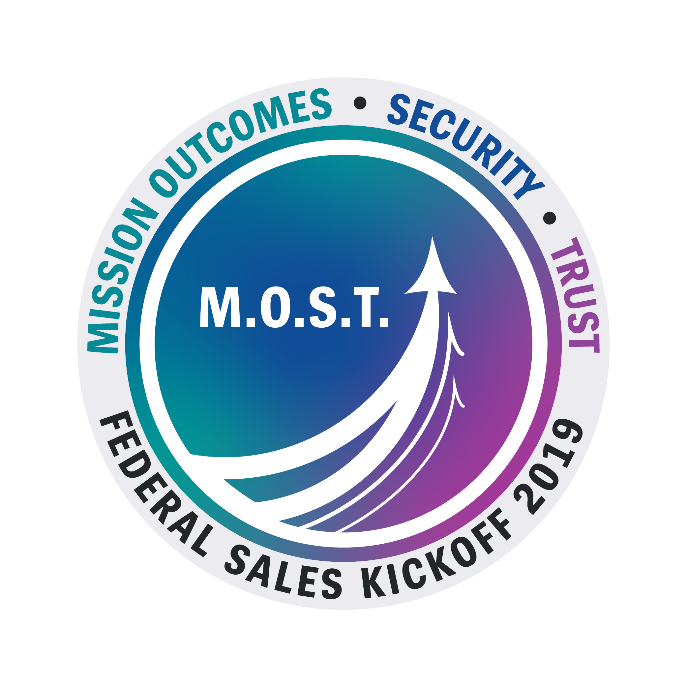 MISSION OUTCOMES • SECURITY • TRUST
M.O.S.T.
FEDERAL SALES KICKOFF 2019